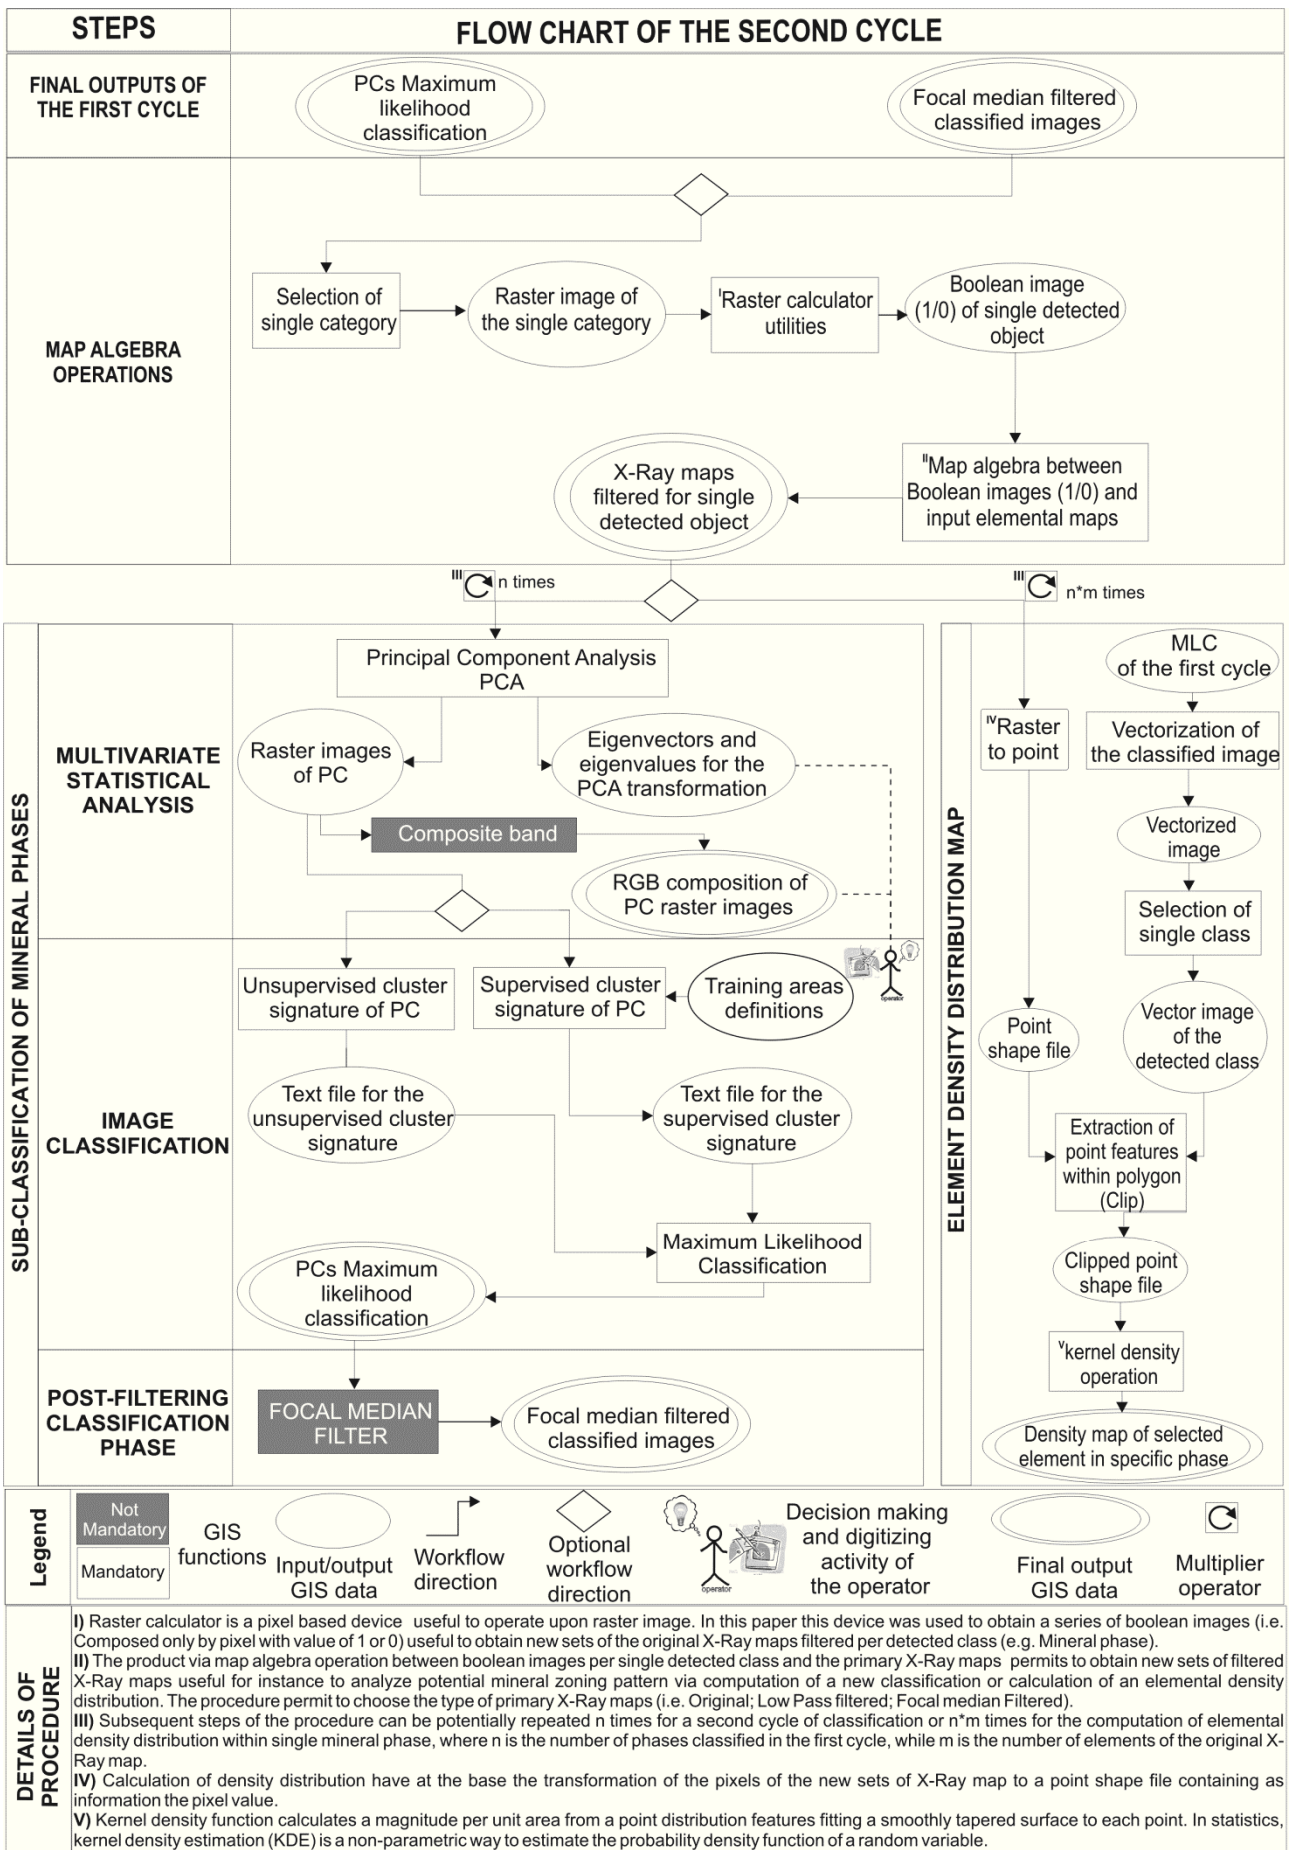 STEPS
FLOW CHART OF THE SECOND CYCLE
FINAL OUTPUTS OF
THE FIRST CYCLE
PCs Maximum
likelihood
classification
Focal median filtered
classified images
MAP ALGEBRA
OPERATIONS
Selection of
single category
Raster image of
the single category
I Raster calculator
utilities
Boolean image
(1/0) of single detected
object
II Map algebra between
Boolean images (1/0) and
input elemental maps
X-Ray maps
filtered for single
detected object
III n times
III n*m times
SUB-CLASSIFICATION OF MINERAL PHASES
MULTIVARIATE
STATISTICAL
ANALYSIS
Principal Component Analysis
PCA
Raster images
of PC
Eigenvectors and
eigenvalues for the
PCA transformation
Composite band
RGB composition of
PC raster images
IMAGE
CLASSIFICATION
Unsupervised cluster
signature of PC
Supervised cluster
signature of PC
Training areas
definitions
operator
Text file for the
unsupervised cluster
signature
Text file for the
supervised cluster
signature
Maximum Likelihood
Classification
PCs Maximum
likelihood
classification
POST-FILTERING
CLASSIFICATION
PHASE
FOCAL MEDIAN
FILTER
Focal median filtered
classified images
ELEMENT DENSITY DISTRIBUTION MAP
MLC
of the first cycle
IV Raster
to point
Vectorization of
the classified image
Vectorized
image
Selection of
single class
Point
shape file
Vector image
of the
detected class
Extraction of
point features
within polygon
(Clip)
Clipped point
shape file
V kernel density
operation
Density map of selected
element in specific phase
Legend
Not
Mandatory
Mandatory
GIS
functions
Input/output
GIS data
Workflow
direction
Optional
workflow
direction
operator
Decision making
and digitizing
activity of
the operator
Final output
GIS data
Multiplier
operator
DETAILS OF
PROCEDURE
I) Raster calculator is a pixel based device useful to operate upon raster image. In this paper this device was used to obtain a series of boolean images (i.e.
Composed only by pixel with value of 1 or 0) useful to obtain new sets of the original X-Ray maps filtered per detected class (e.g. Mineral phase).
II) The product via map algebra operation between boolean images per single detected class and the primary X-Ray maps permits to obtain new sets of filtered
X-Ray maps useful for instance to analyze potential mineral zoning pattern via computation of a new classification or calculation of an elemental density
distribution. The procedure permit to choose the type of primary X-Ray maps (i.e. Original; Low Pass filtered; Focal median Filtered).
III) Subsequent steps of the procedure can be potentially repeated n times for a second cycle of classification or n*m times for the computation of elemental
density distribution within single mineral phase, where n is the number of phases classified in the first cycle, while m is the number of elements of the original X-
Ray map.
IV) Calculation of density distribution have at the base the transformation of the pixels of the new sets of X-Ray map to a point shape file containing as
information the pixel value.
V) Kernel density function calculates a magnitude per unit area from a point distribution features fitting a smoothly tapered surface to each point. In statistics,
kernel density estimation (KDE) is a non-parametric way to estimate the probability density function of a random variable.